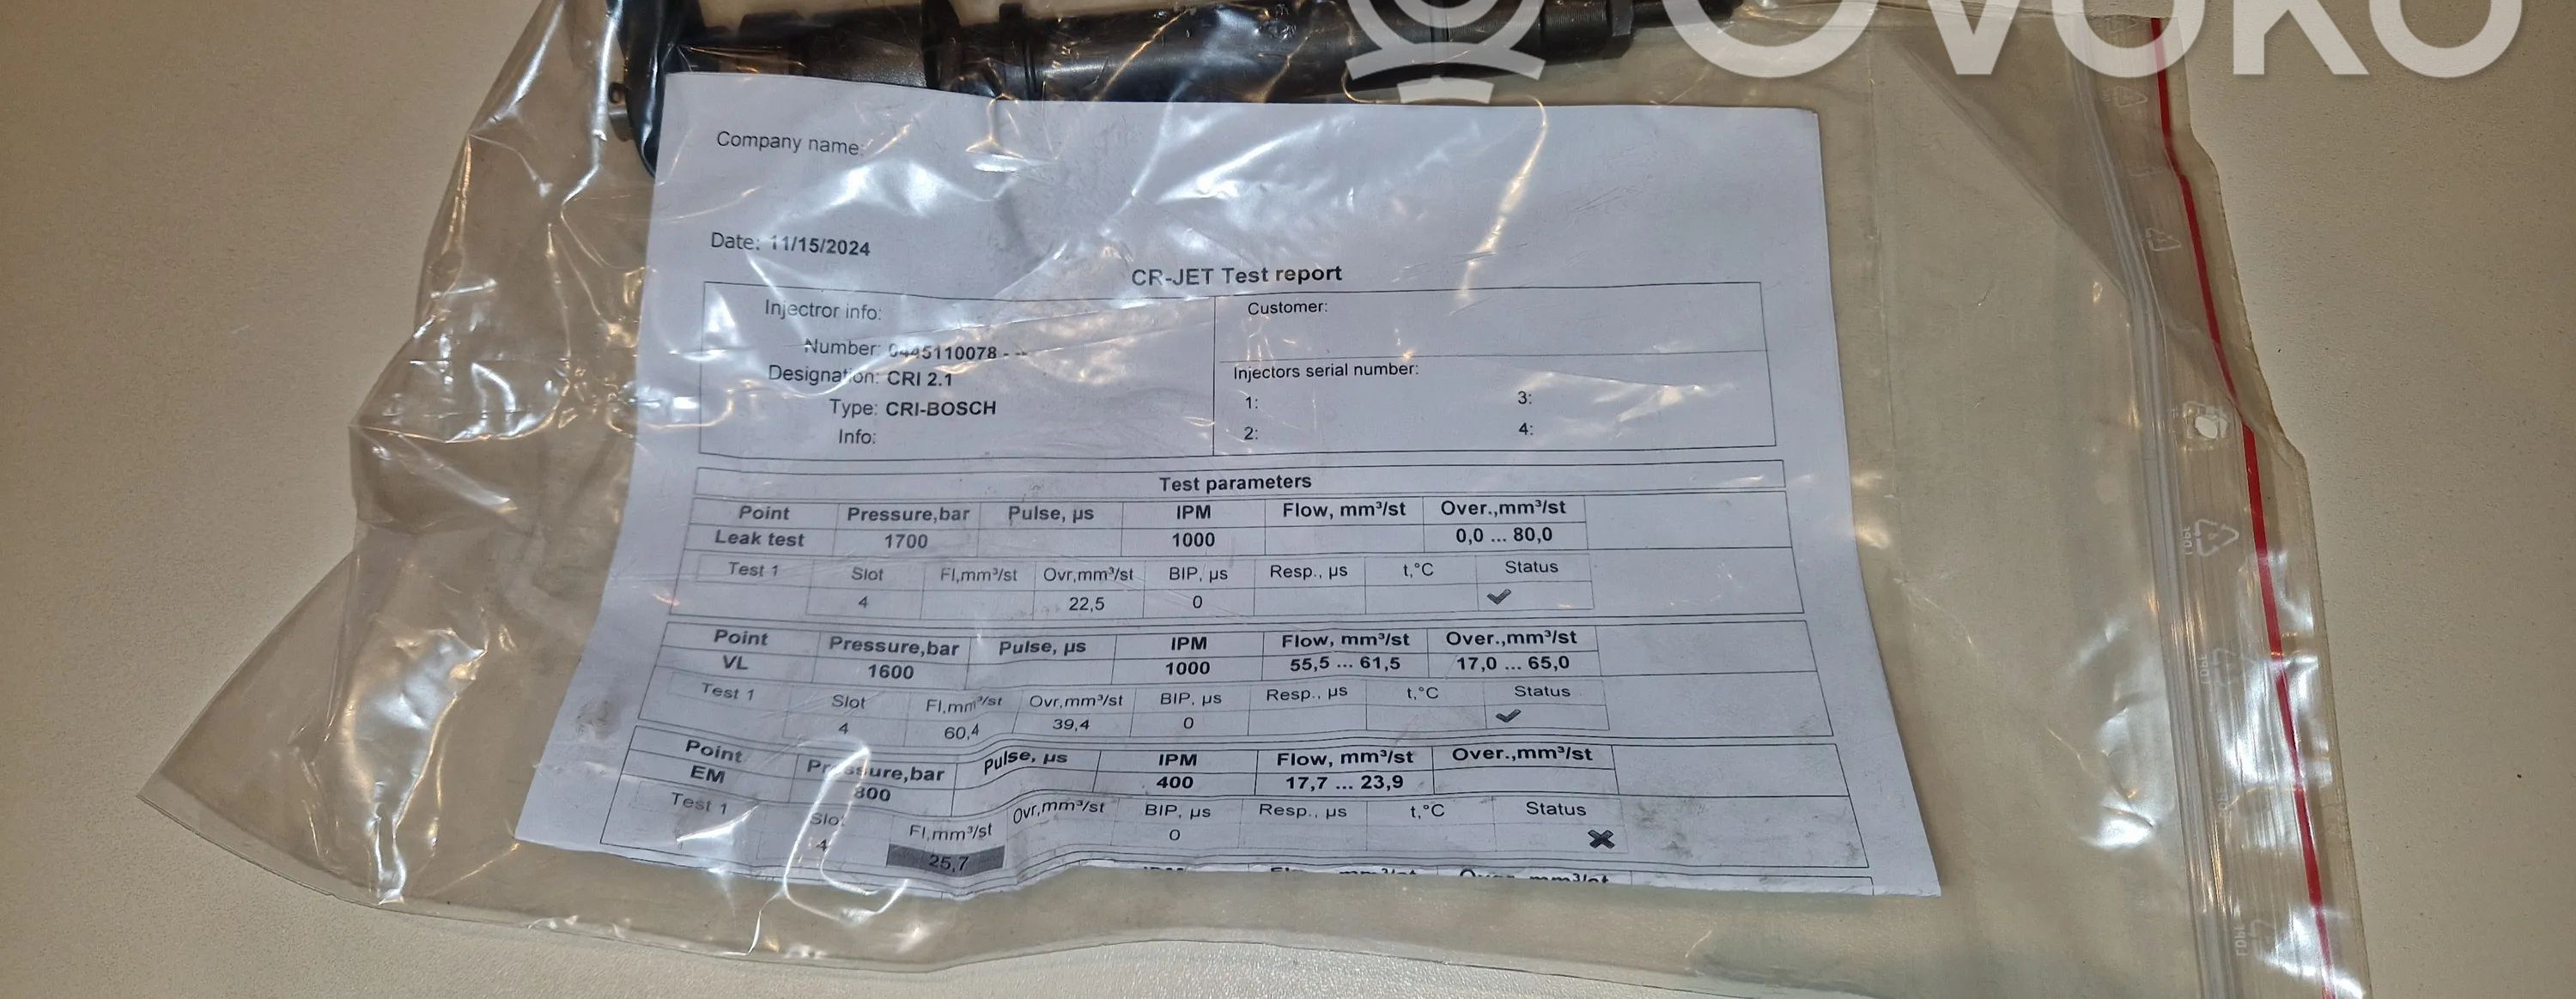 OVOKO
Company name:
Date: 11/15/2024
CR-JET Test report
Injectror info:
Customer:
Number: 0445110078 - --
Designation: CRI 2.1
Type: CRI-BOSCH
Info:
Injectors serial number:
1: 3:
2: 4:
Test parameters
Point Pressure,bar Pulse, µs IPM Flow, mm³/st Over.,mm³/st
Leak test 1700 1000 0,0 ... 80,0
Test 1 Slot Fl,mm³/st Ovr,mm³/st BIP, µs Resp., µs t,°C Status
4 22,5 0 ✔
Point Pressure,bar Pulse, µs IPM Flow, mm³/st Over.,mm³/st
VL 1600 1000 55,5 ... 61,5 17,0 ... 65,0
Test 1 Slot Fl,mm³/st Ovr,mm³/st BIP, µs Resp., µs t,°C Status
4 60,4 39,4 0 ✔
Point Pressure,bar Pulse, µs IPM Flow, mm³/st Over.,mm³/st
EM 800 400 17,7 ... 23,9
Test 1 Slot Fl,mm³/st Ovr,mm³/st BIP, µs Resp., µs t,°C Status
4 25,7 0 ✖